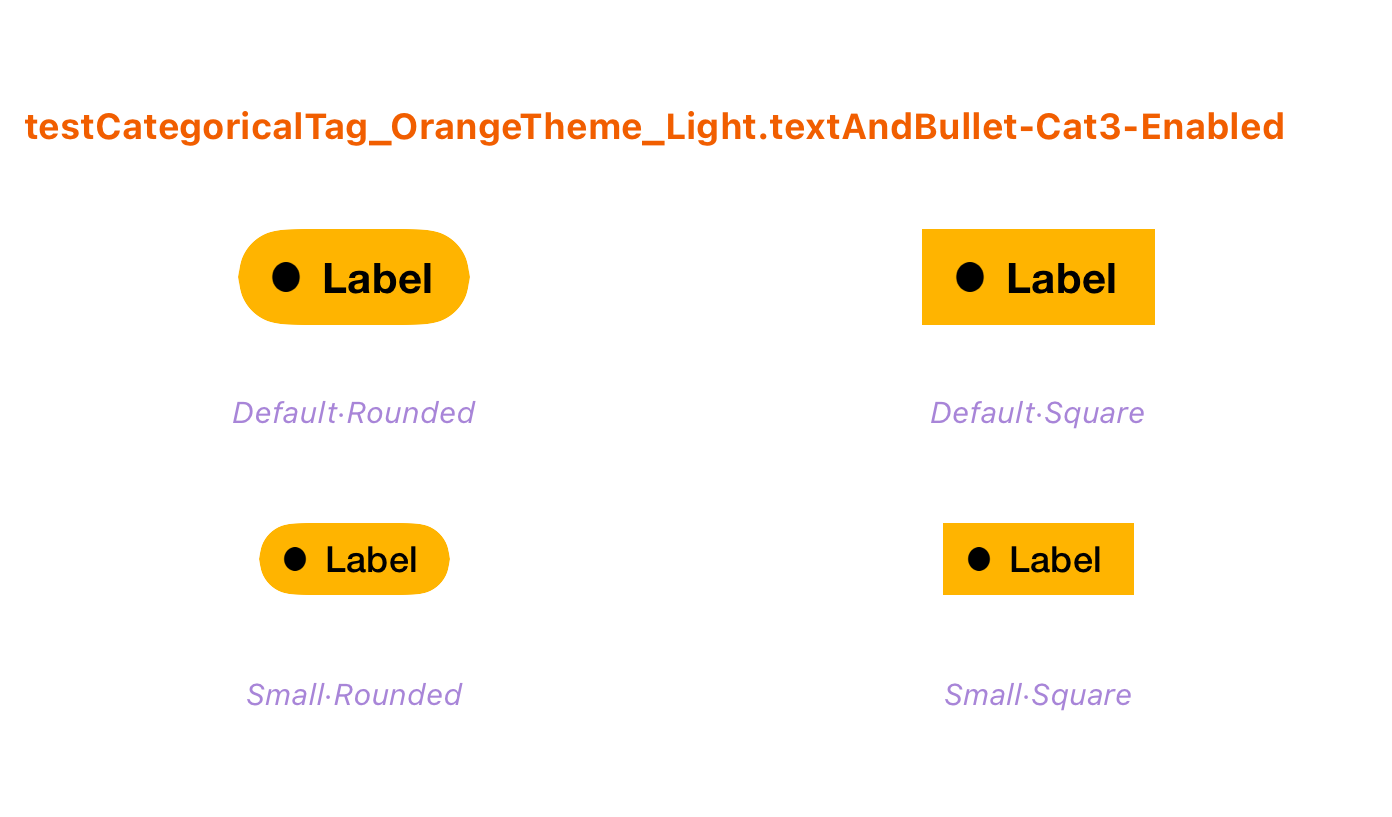 testCategoricalTag_OrangeTheme_Light.textAndBullet-Cat3-Enabled
Label
Label
Default·Rounded
Default·Square
Label
Label
Small·Rounded
Small·Square